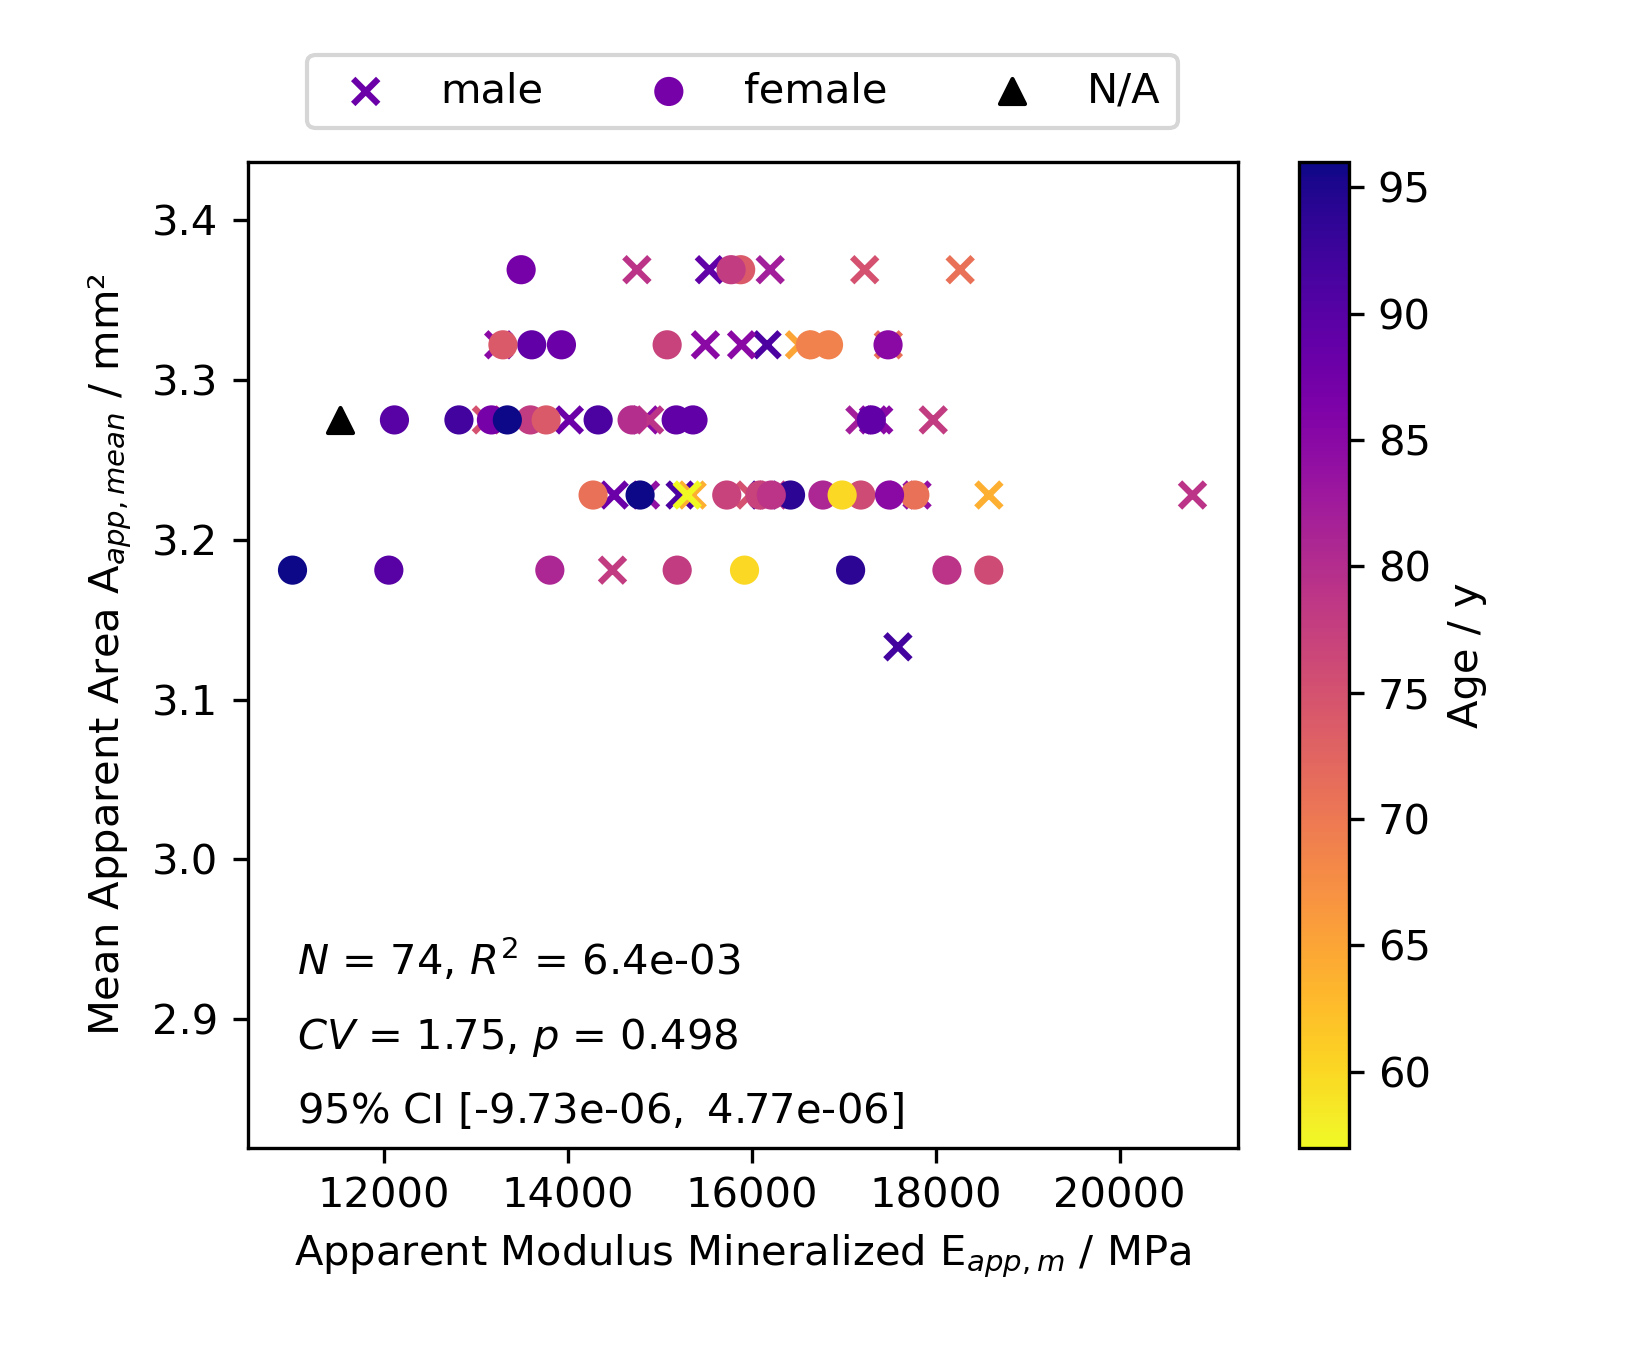 male female N/A
3.4
3.3
3.2
3.1
3.0
2.9
Mean Apparent Area A_app,mean / mm²
N = 74, R² = 6.4e-03
CV = 1.75, p = 0.498
95% CI [-9.73e-06, 4.77e-06]
12000 14000 16000 18000 20000
Apparent Modulus Mineralized E_app,m / MPa
95
90
85
80
75
70
65
60
Age / y